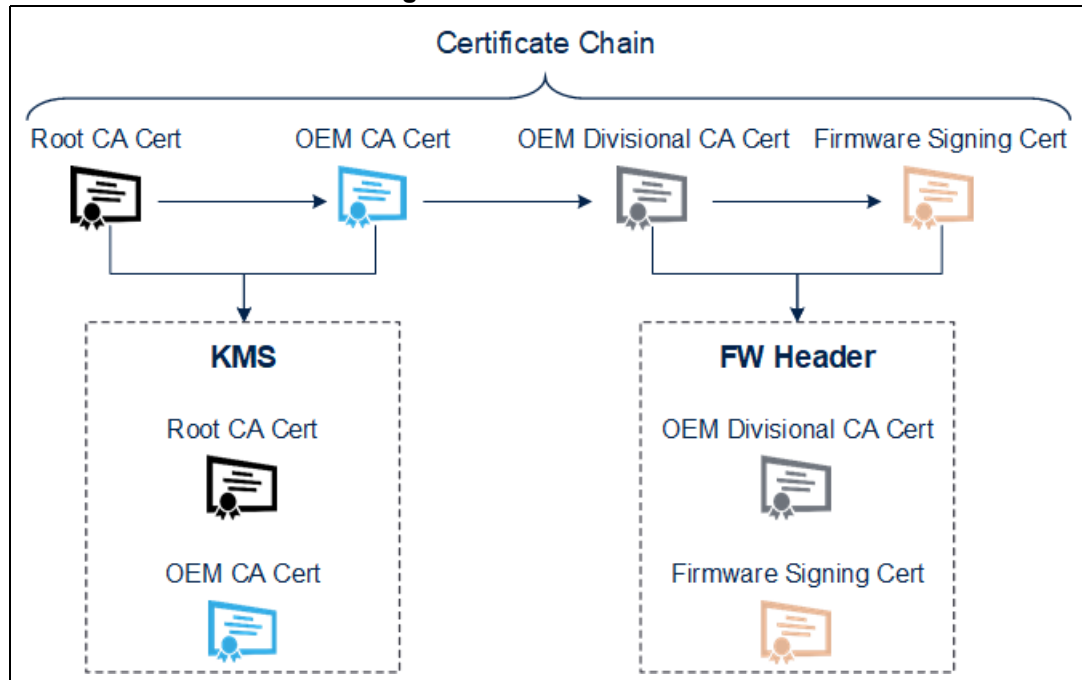 Certificate Chain
Root CA Cert
OEM CA Cert
OEM Divisional CA Cert
Firmware Signing Cert
KMS
Root CA Cert
OEM CA Cert
FW Header
OEM Divisional CA Cert
Firmware Signing Cert